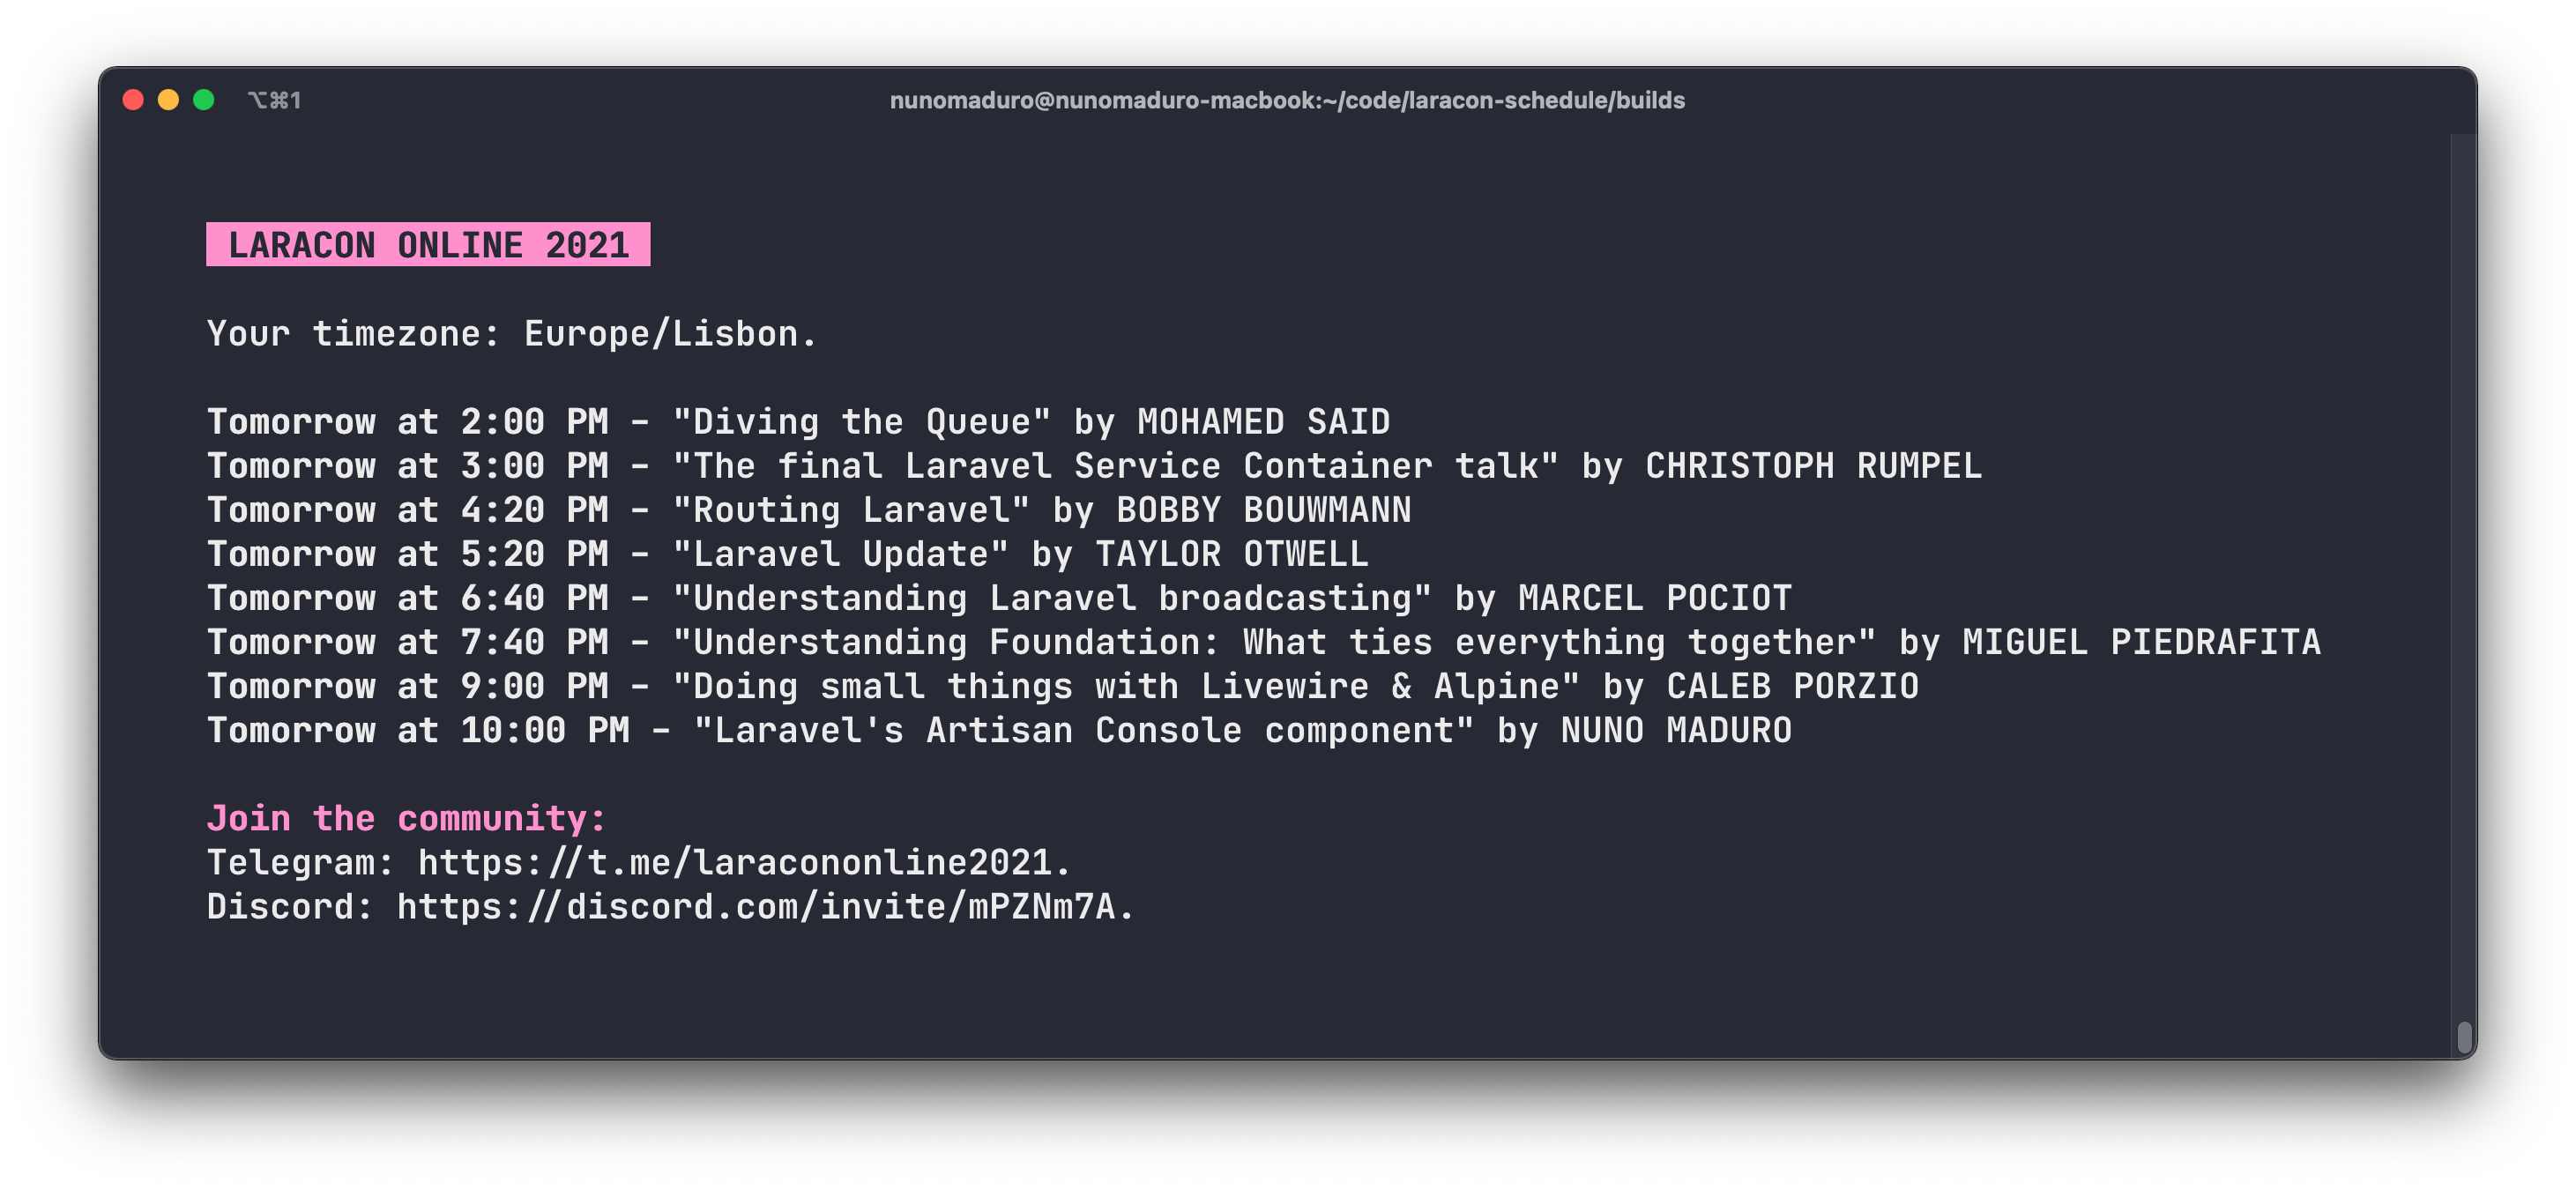 ⌥⌘1
nunomaduro@nunomaduro-macbook:~/code/laracon-schedule/builds
LARACON ONLINE 2021
Your timezone: Europe/Lisbon.
Tomorrow at 2:00 PM - "Diving the Queue" by MOHAMED SAID
Tomorrow at 3:00 PM - "The final Laravel Service Container talk" by CHRISTOPH RUMPEL
Tomorrow at 4:20 PM - "Routing Laravel" by BOBBY BOUWMANN
Tomorrow at 5:20 PM - "Laravel Update" by TAYLOR OTWELL
Tomorrow at 6:40 PM - "Understanding Laravel broadcasting" by MARCEL POCIOT
Tomorrow at 7:40 PM - "Understanding Foundation: What ties everything together" by MIGUEL PIEDRAFITA
Tomorrow at 9:00 PM - "Doing small things with Livewire & Alpine" by CALEB PORZIO
Tomorrow at 10:00 PM - "Laravel's Artisan Console component" by NUNO MADURO
Join the community:
Telegram: https://t.me/laracononline2021.
Discord: https://discord.com/invite/mPZNm7A.